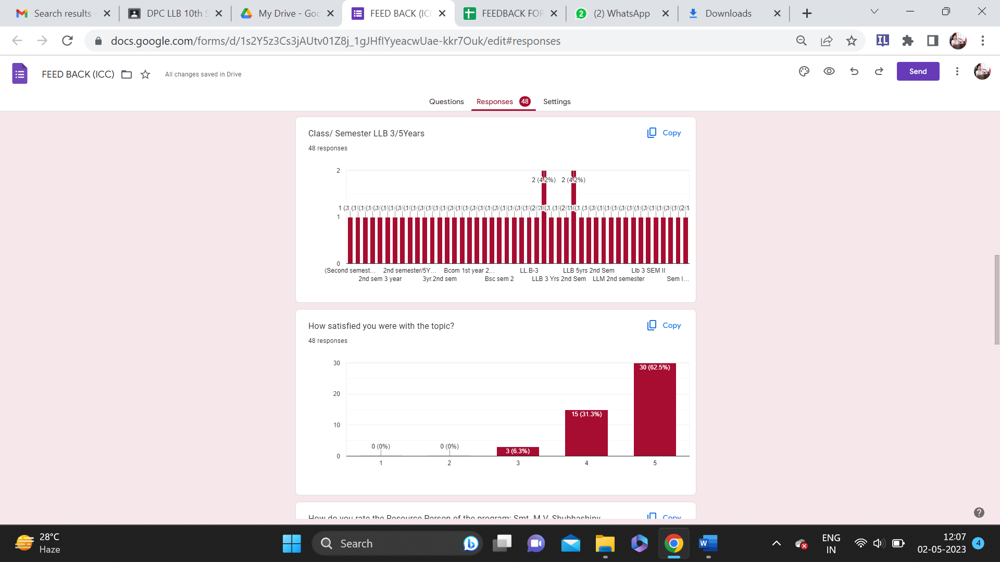 Search results -
DPC LLB 10th S
My Drive - Goo
FEED BACK (IC
FEEDBACK FOR
(2) WhatsApp
Downloads
docs.google.com/forms/d/1s2Y5z3Cs3jAUtv01Z8j_1gJHfIYyeacwUae-kkr7Ouk/edit#responses
FEED BACK (ICC)
All changes saved in Drive
Send
Questions
Responses 48
Settings
Class/ Semester LLB 3/5Years
Copy
48 responses
2
2 (4.2%) 2 (4.2%)
1
0
(Second semest... 2nd semester/5Y... Bcom 1st year 2... LL.B-3 LLB 5yrs 2nd Sem Llb 3 SEM II
2nd sem 3 year 3yr.2nd sem Bsc sem 2 LLB 3 Yrs 2nd Sem LLM 2nd semester Sem I...
How satisfied you were with the topic?
Copy
48 responses
30
30 (62.5%)
20
15 (31.3%)
10
0 (0%) 0 (0%) 3 (6.3%)
0
1 2 3 4 5
How do you rate the Resource Person of the program: Smt. M.V. Shubhashiny
Copy
28°C
Haze
Search
ENG
IN
12:07
02-05-2023
4